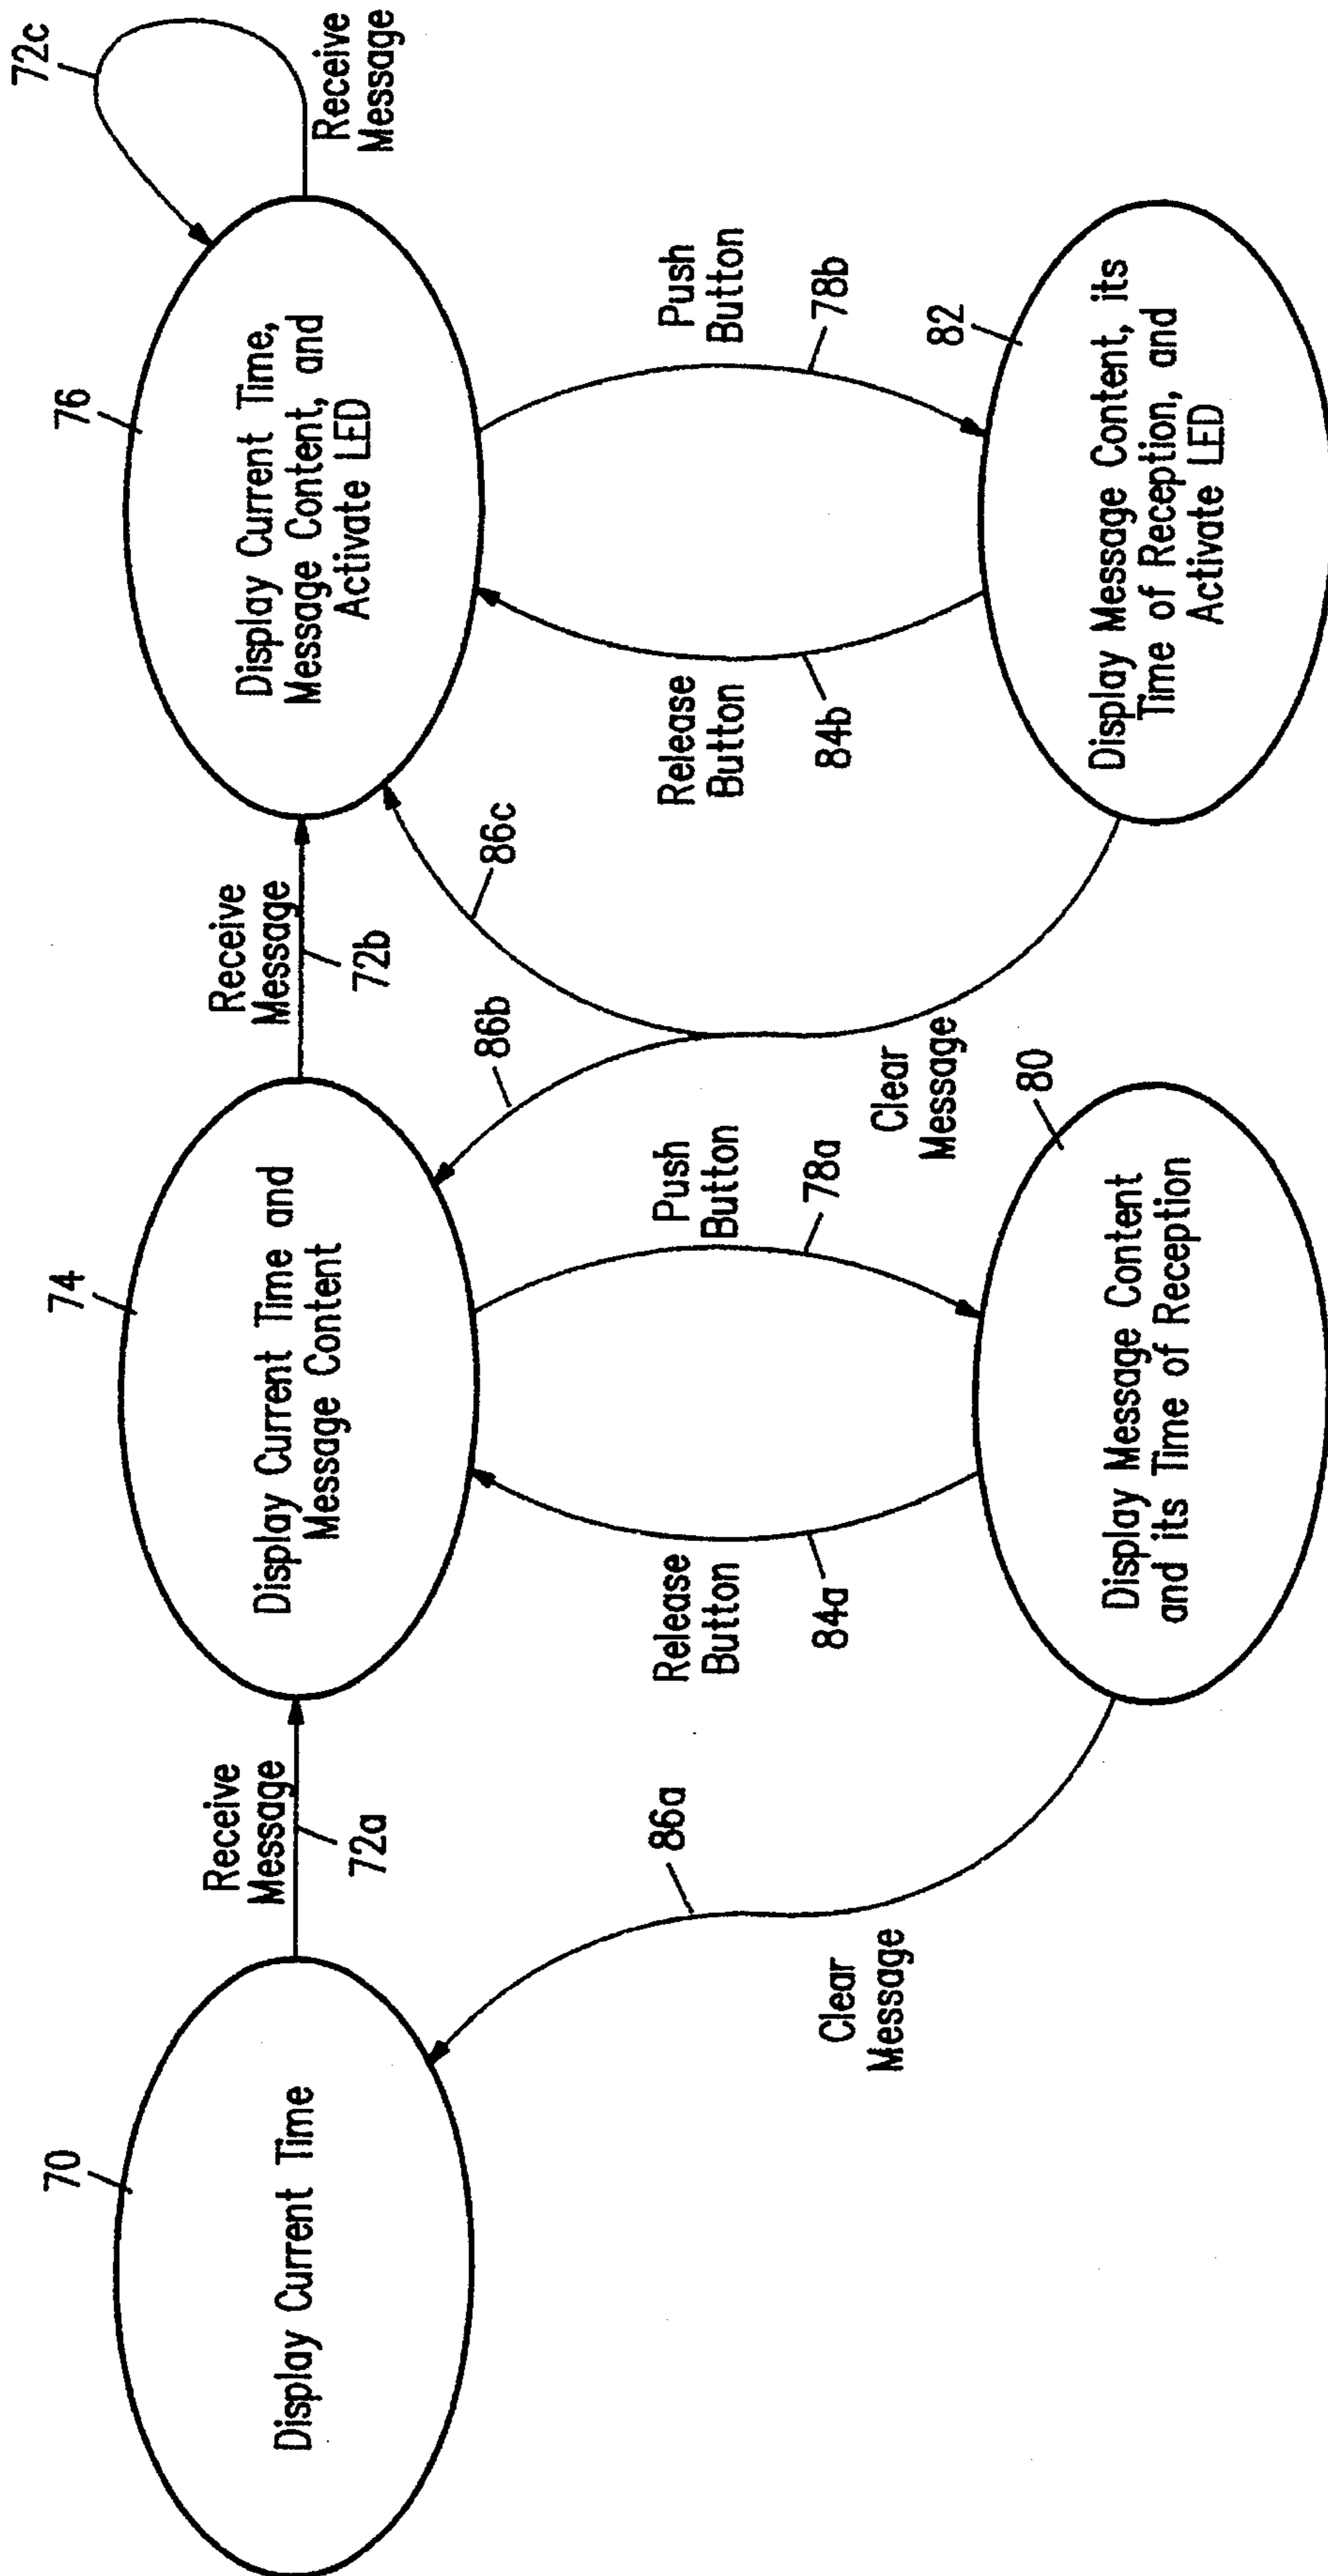 70
Display Current Time
Receive
Message
72a
74
Display Current Time and
Message Content
Receive
Message
72b
76
Display Current Time,
Message Content, and
Activate LED
72c
Receive
Message
86a
Clear
Message
Release
Button
84a
Push
Button
78a
86b
86c
Clear
Message
Release
Button
84b
Push
Button
78b
80
Display Message Content
and its Time of Reception
82
Display Message Content, its
Time of Reception, and
Activate LED